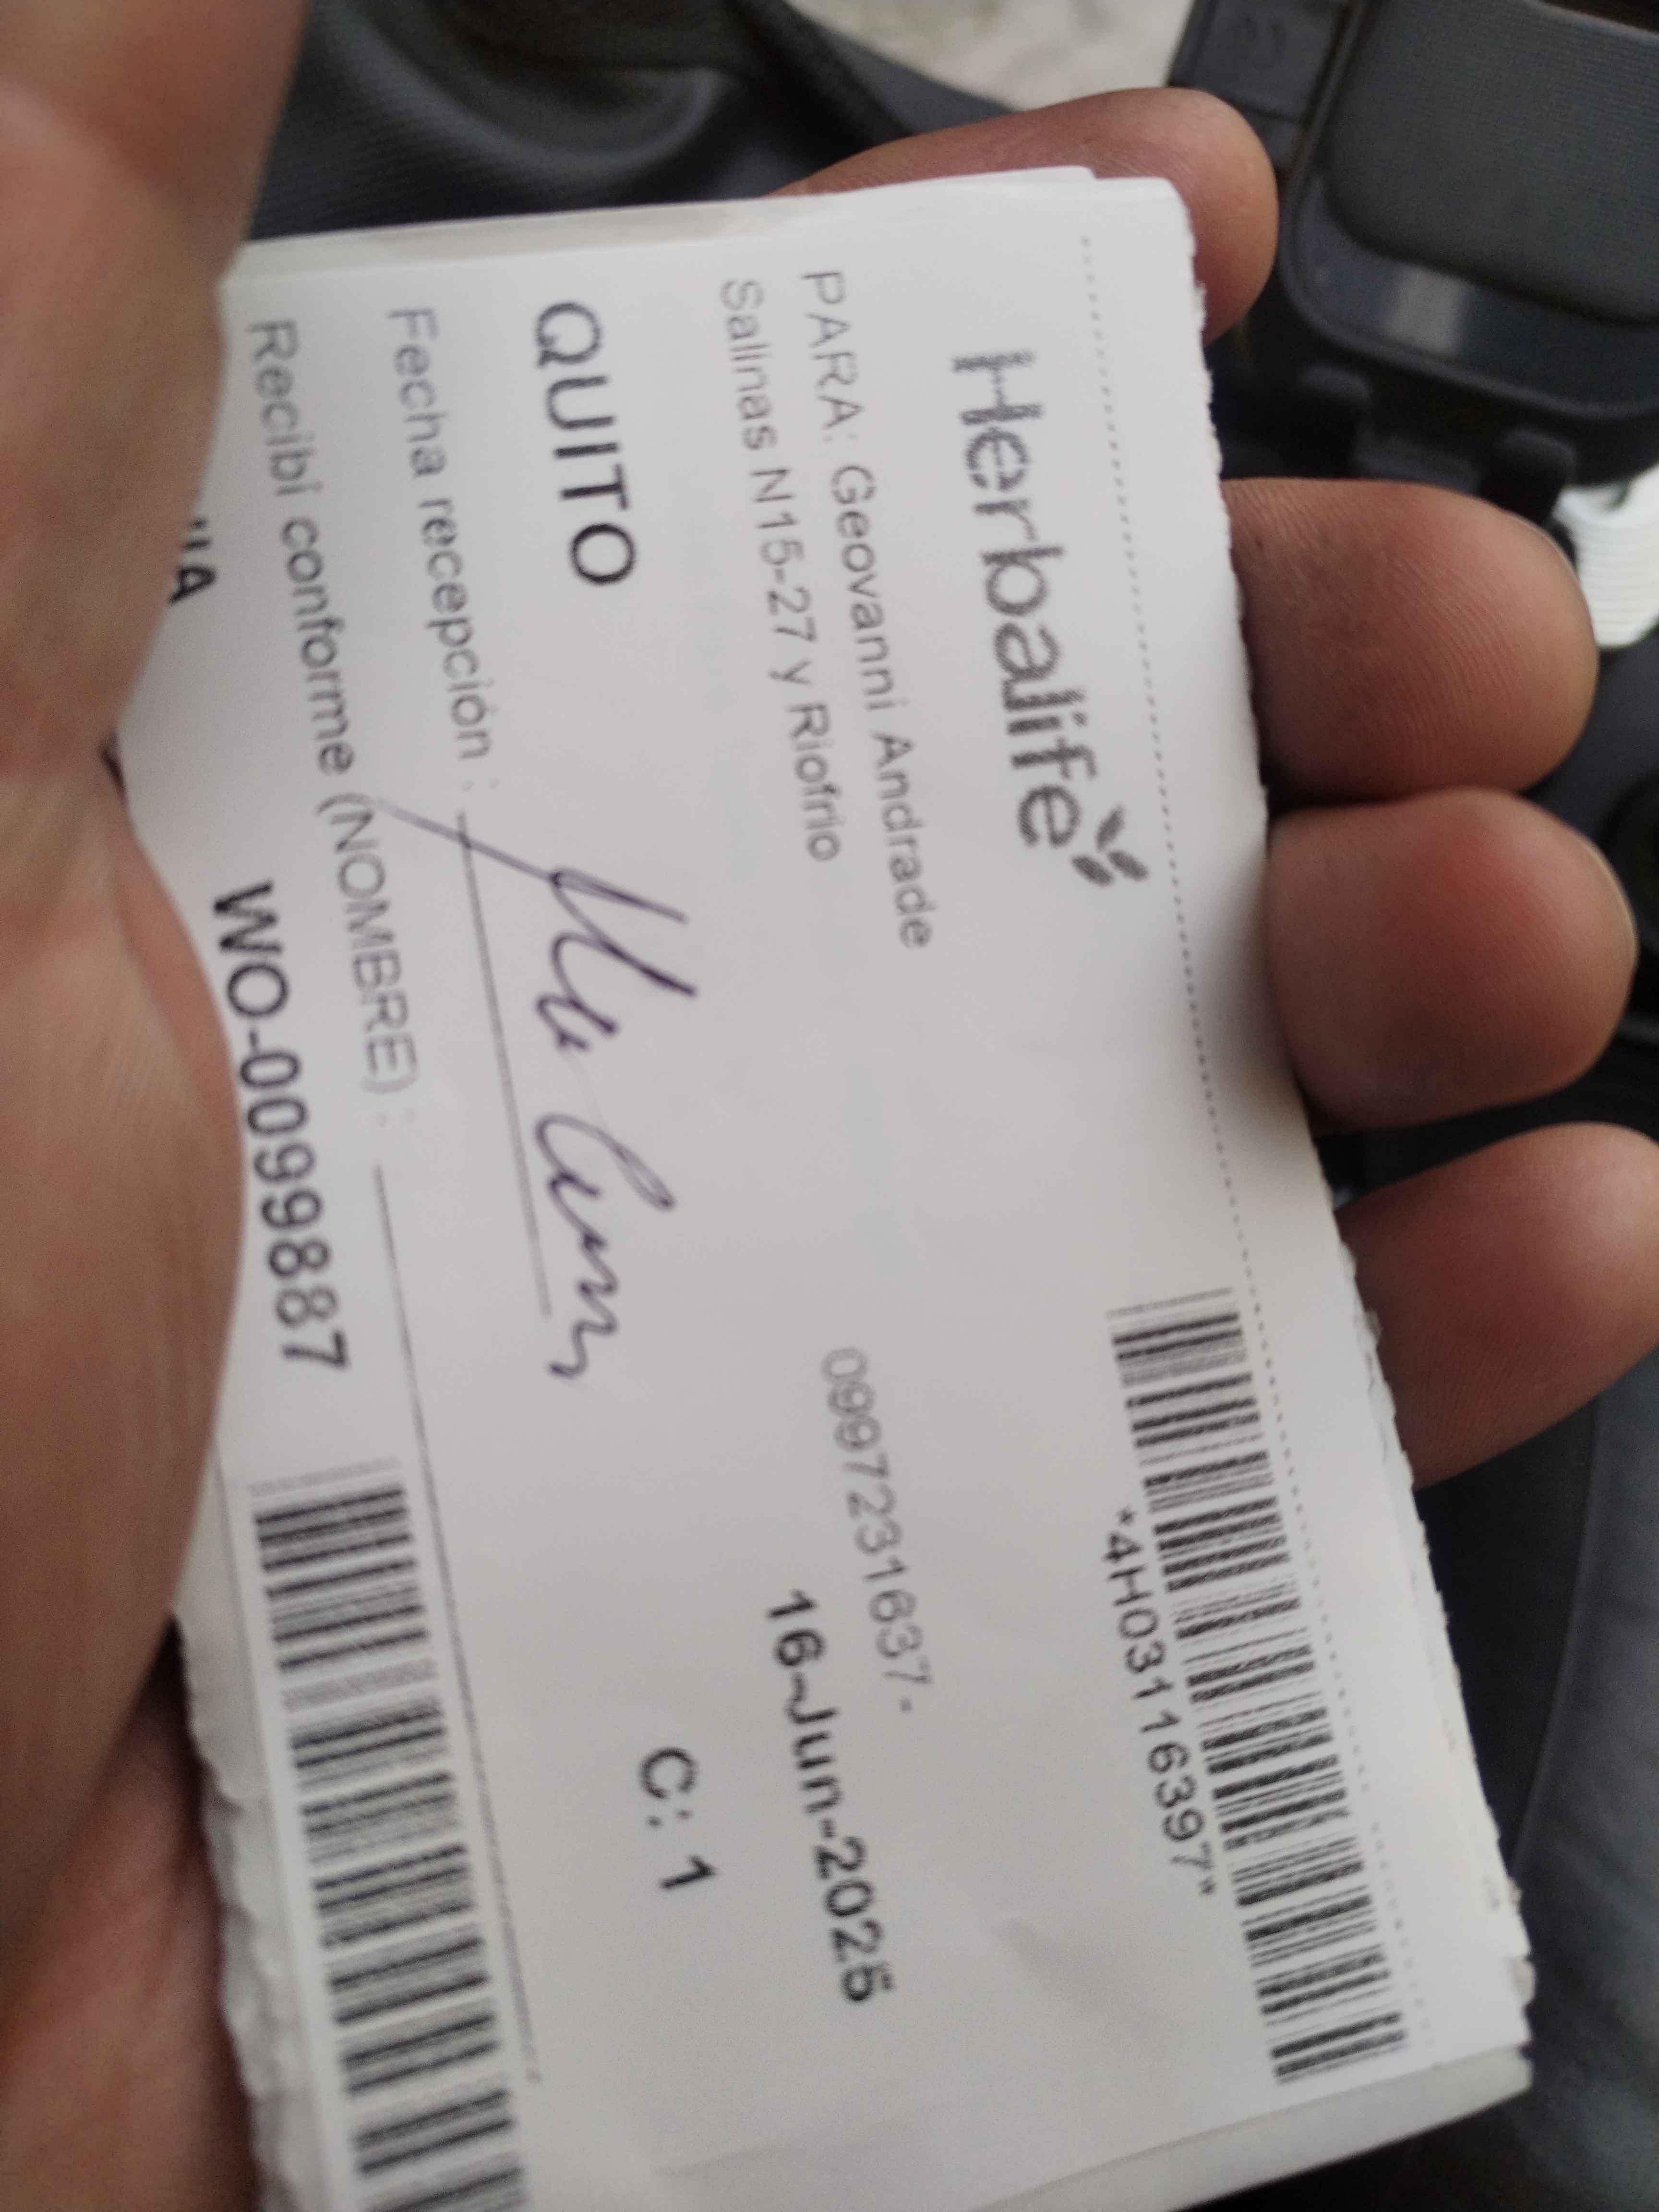 Herbalife
*4H03116397*
PARA: Geovanni Andrade
0997231637-
Salinas N15-27 y Riofrio
16-Jun-2025
QUITO
C: 1
Fecha recepción :
Recibí conforme (NOMBRE) :
WO-0099887